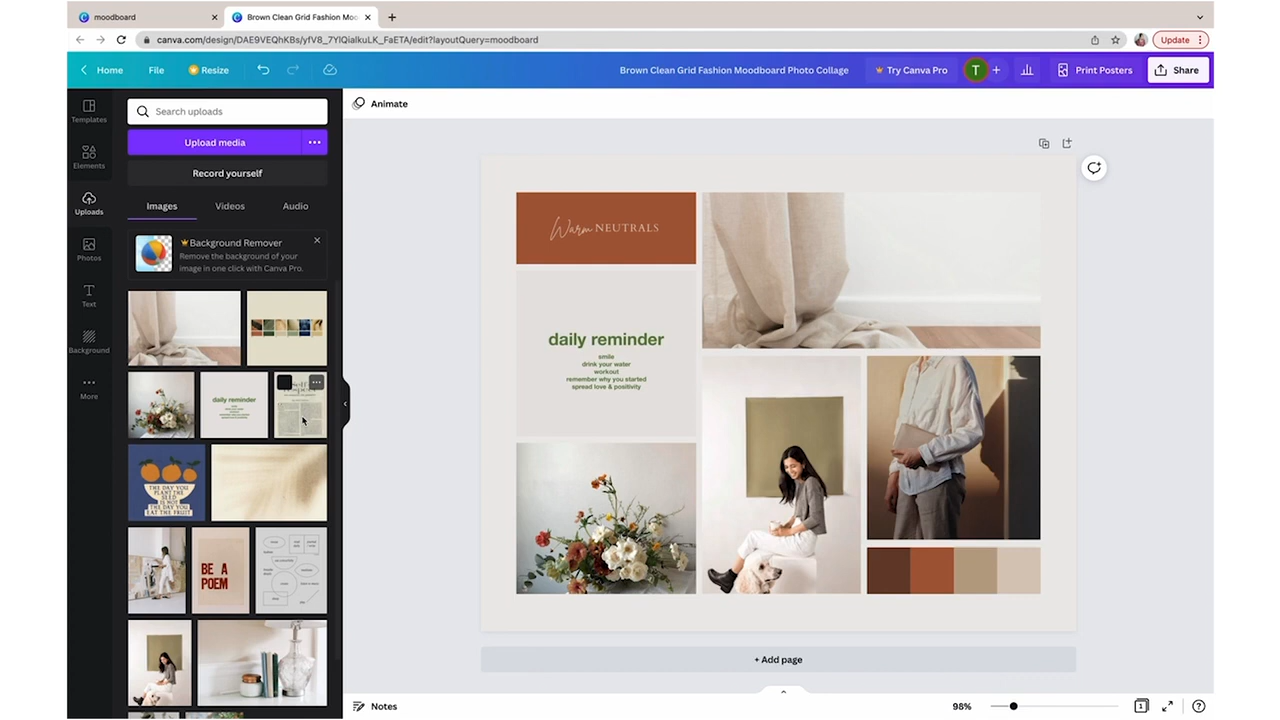 moodboard
Brown Clean Grid Fashion Moo
canva.com/design/DAE9VEQhKBs/yfV8_7YlQialkuLK_FaETA/edit?layoutQuery=moodboard
Update
Home
File
Resize
Brown Clean Grid Fashion Moodboard Photo Collage
Try Canva Pro
T
Print Posters
Share
Templates
Elements
Uploads
Photos
Text
Background
More
Search uploads
Upload media
Record yourself
Images
Videos
Audio
Background Remover
Remove the background of your
image in one click with Canva Pro.
daily reminder
THE DAY YOU
PLANT THE
SEED
IS NOT
THE DAY YOU
EAT THE FRUIT
BE A
POEM
Animate
Warm NEUTRALS
daily reminder
smile
drink your water
workout
remember why you started
spread love & positivity
+ Add page
Notes
98%
1